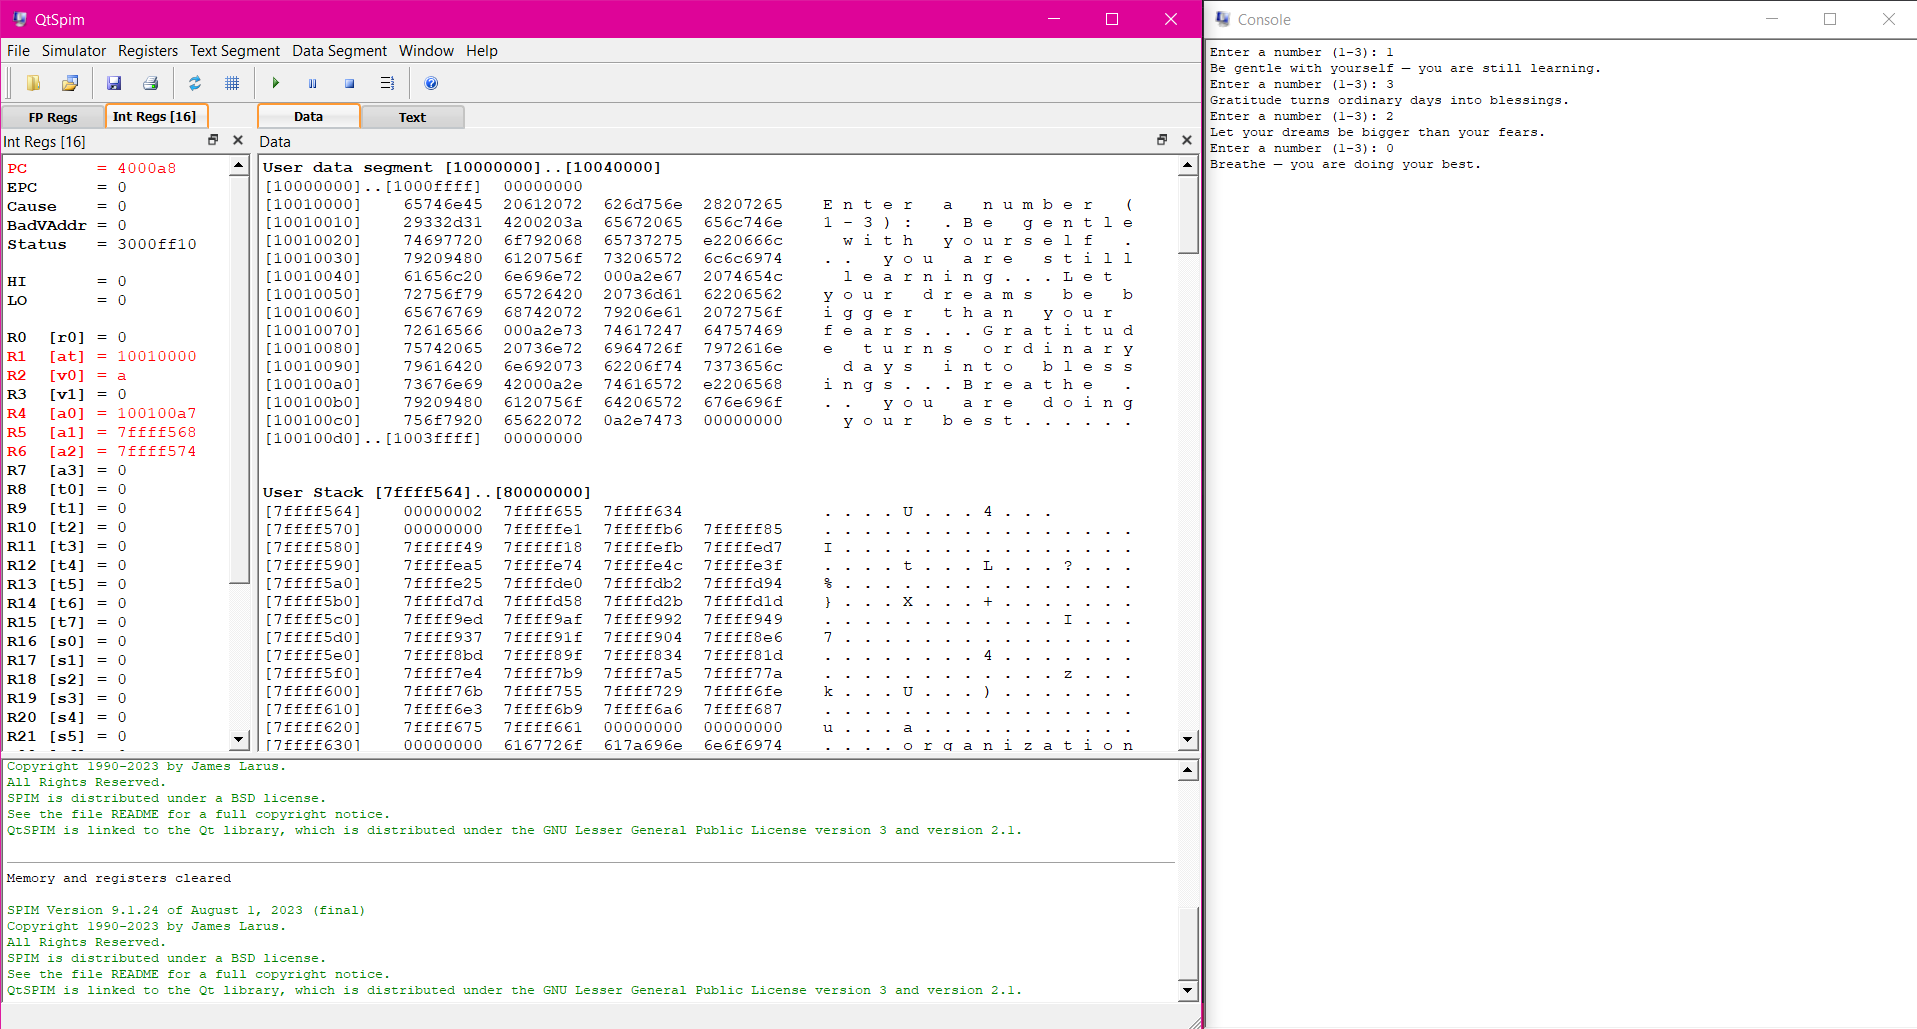 QtSpim
File Simulator Registers Text Segment Data Segment Window Help
FP Regs Int Regs [16] Data Text
Int Regs [16]
PC = 4000a8
EPC = 0
Cause = 0
BadVAddr = 0
Status = 3000ff10
HI = 0
LO = 0
R0 [r0] = 0
R1 [at] = 10010000
R2 [v0] = a
R3 [v1] = 0
R4 [a0] = 100100a7
R5 [a1] = 7ffff568
R6 [a2] = 7ffff574
R7 [a3] = 0
R8 [t0] = 0
R9 [t1] = 0
R10 [t2] = 0
R11 [t3] = 0
R12 [t4] = 0
R13 [t5] = 0
R14 [t6] = 0
R15 [t7] = 0
R16 [s0] = 0
R17 [s1] = 0
R18 [s2] = 0
R19 [s3] = 0
R20 [s4] = 0
R21 [s5] = 0
Data
User data segment [10000000]..[10040000]
[10000000]..[1000ffff] 00000000
[10010000] 65746e45 20612072 626d756e 28207265 E n t e r a n u m b e r (
[10010010] 29332d31 4200203a 65672065 656c746e 1 - 3 ) : . B e g e n t l e
[10010020] 74697720 6f792068 65737275 e220666c w i t h y o u r s e l f .
[10010030] 79209480 6120756f 73206572 6c6c6974 . . y o u a r e s t i l l
[10010040] 61656c20 6e696e72 000a2e67 2074654c l e a r n i n g . . . L e t
[10010050] 72756f79 65726420 20736d61 62206562 y o u r d r e a m s b e b
[10010060] 65676769 68742072 79206e61 2072756f i g g e r t h a n y o u r
[10010070] 72616566 000a2e73 74617247 64757469 f e a r s . . . G r a t i t u d
[10010080] 75742065 20736e72 6964726f 7972616e e t u r n s o r d i n a r y
[10010090] 79616420 6e692073 62206f74 7373656c d a y s i n t o b l e s s
[100100a0] 73676e69 42000a2e 74616572 e2206568 i n g s . . . B r e a t h e .
[100100b0] 79209480 6120756f 64206572 676e696f . . y o u a r e d o i n g
[100100c0] 756f7920 65622072 0a2e7473 00000000 y o u r b e s t . . . . . .
[100100d0]..[1003ffff] 00000000
User Stack [7ffff564]..[80000000]
[7ffff564] 00000002 7ffff655 7ffff634 . . . . U . . . 4 . . .
[7ffff570] 00000000 7fffffe1 7fffffb6 7fffff85 . . . . . . . . . . . . . . . .
[7ffff580] 7fffff49 7fffff18 7ffffefb 7ffffed7 I . . . . . . . . . . . . . . .
[7ffff590] 7ffffea5 7ffffe74 7ffffe4c 7ffffe3f . . . . t . . . L . . . ? . . .
[7ffff5a0] 7ffffe25 7ffffde0 7ffffdb2 7ffffd94 % . . . . . . . . . . . . . . .
[7ffff5b0] 7ffffd7d 7ffffd58 7ffffd2b 7ffffd1d } . . . X . . . + . . . . . . .
[7ffff5c0] 7ffff9ed 7ffff9af 7ffff992 7ffff949 . . . . . . . . . . . . I . . .
[7ffff5d0] 7ffff937 7ffff91f 7ffff904 7ffff8e6 7 . . . . . . . . . . . . . . .
[7ffff5e0] 7ffff8bd 7ffff89f 7ffff834 7ffff81d . . . . . . . . 4 . . . . . . .
[7ffff5f0] 7ffff7e4 7ffff7b9 7ffff7a5 7ffff77a . . . . . . . . . . . . z . . .
[7ffff600] 7ffff76b 7ffff755 7ffff729 7ffff6fe k . . . U . . . ) . . . . . . .
[7ffff610] 7ffff6e3 7ffff6b9 7ffff6a6 7ffff687 . . . . . . . . . . . . . . . .
[7ffff620] 7ffff675 7ffff661 00000000 00000000 u . . . a . . . . . . . . . . .
[7ffff630] 00000000 6167726f 617a696e 6e6f6974 . . . . o r g a n i z a t i o n
Copyright 1990-2023 by James Larus.
All Rights Reserved.
SPIM is distributed under a BSD license.
See the file README for a full copyright notice.
QtSPIM is linked to the Qt library, which is distributed under the GNU Lesser General Public License version 3 and version 2.1.
Memory and registers cleared
SPIM Version 9.1.24 of August 1, 2023 (final)
Copyright 1990-2023 by James Larus.
All Rights Reserved.
SPIM is distributed under a BSD license.
See the file README for a full copyright notice.
QtSPIM is linked to the Qt library, which is distributed under the GNU Lesser General Public License version 3 and version 2.1.
Console
Enter a number (1-3): 1
Be gentle with yourself — you are still learning.
Enter a number (1-3): 3
Gratitude turns ordinary days into blessings.
Enter a number (1-3): 2
Let your dreams be bigger than your fears.
Enter a number (1-3): 0
Breathe — you are doing your best.